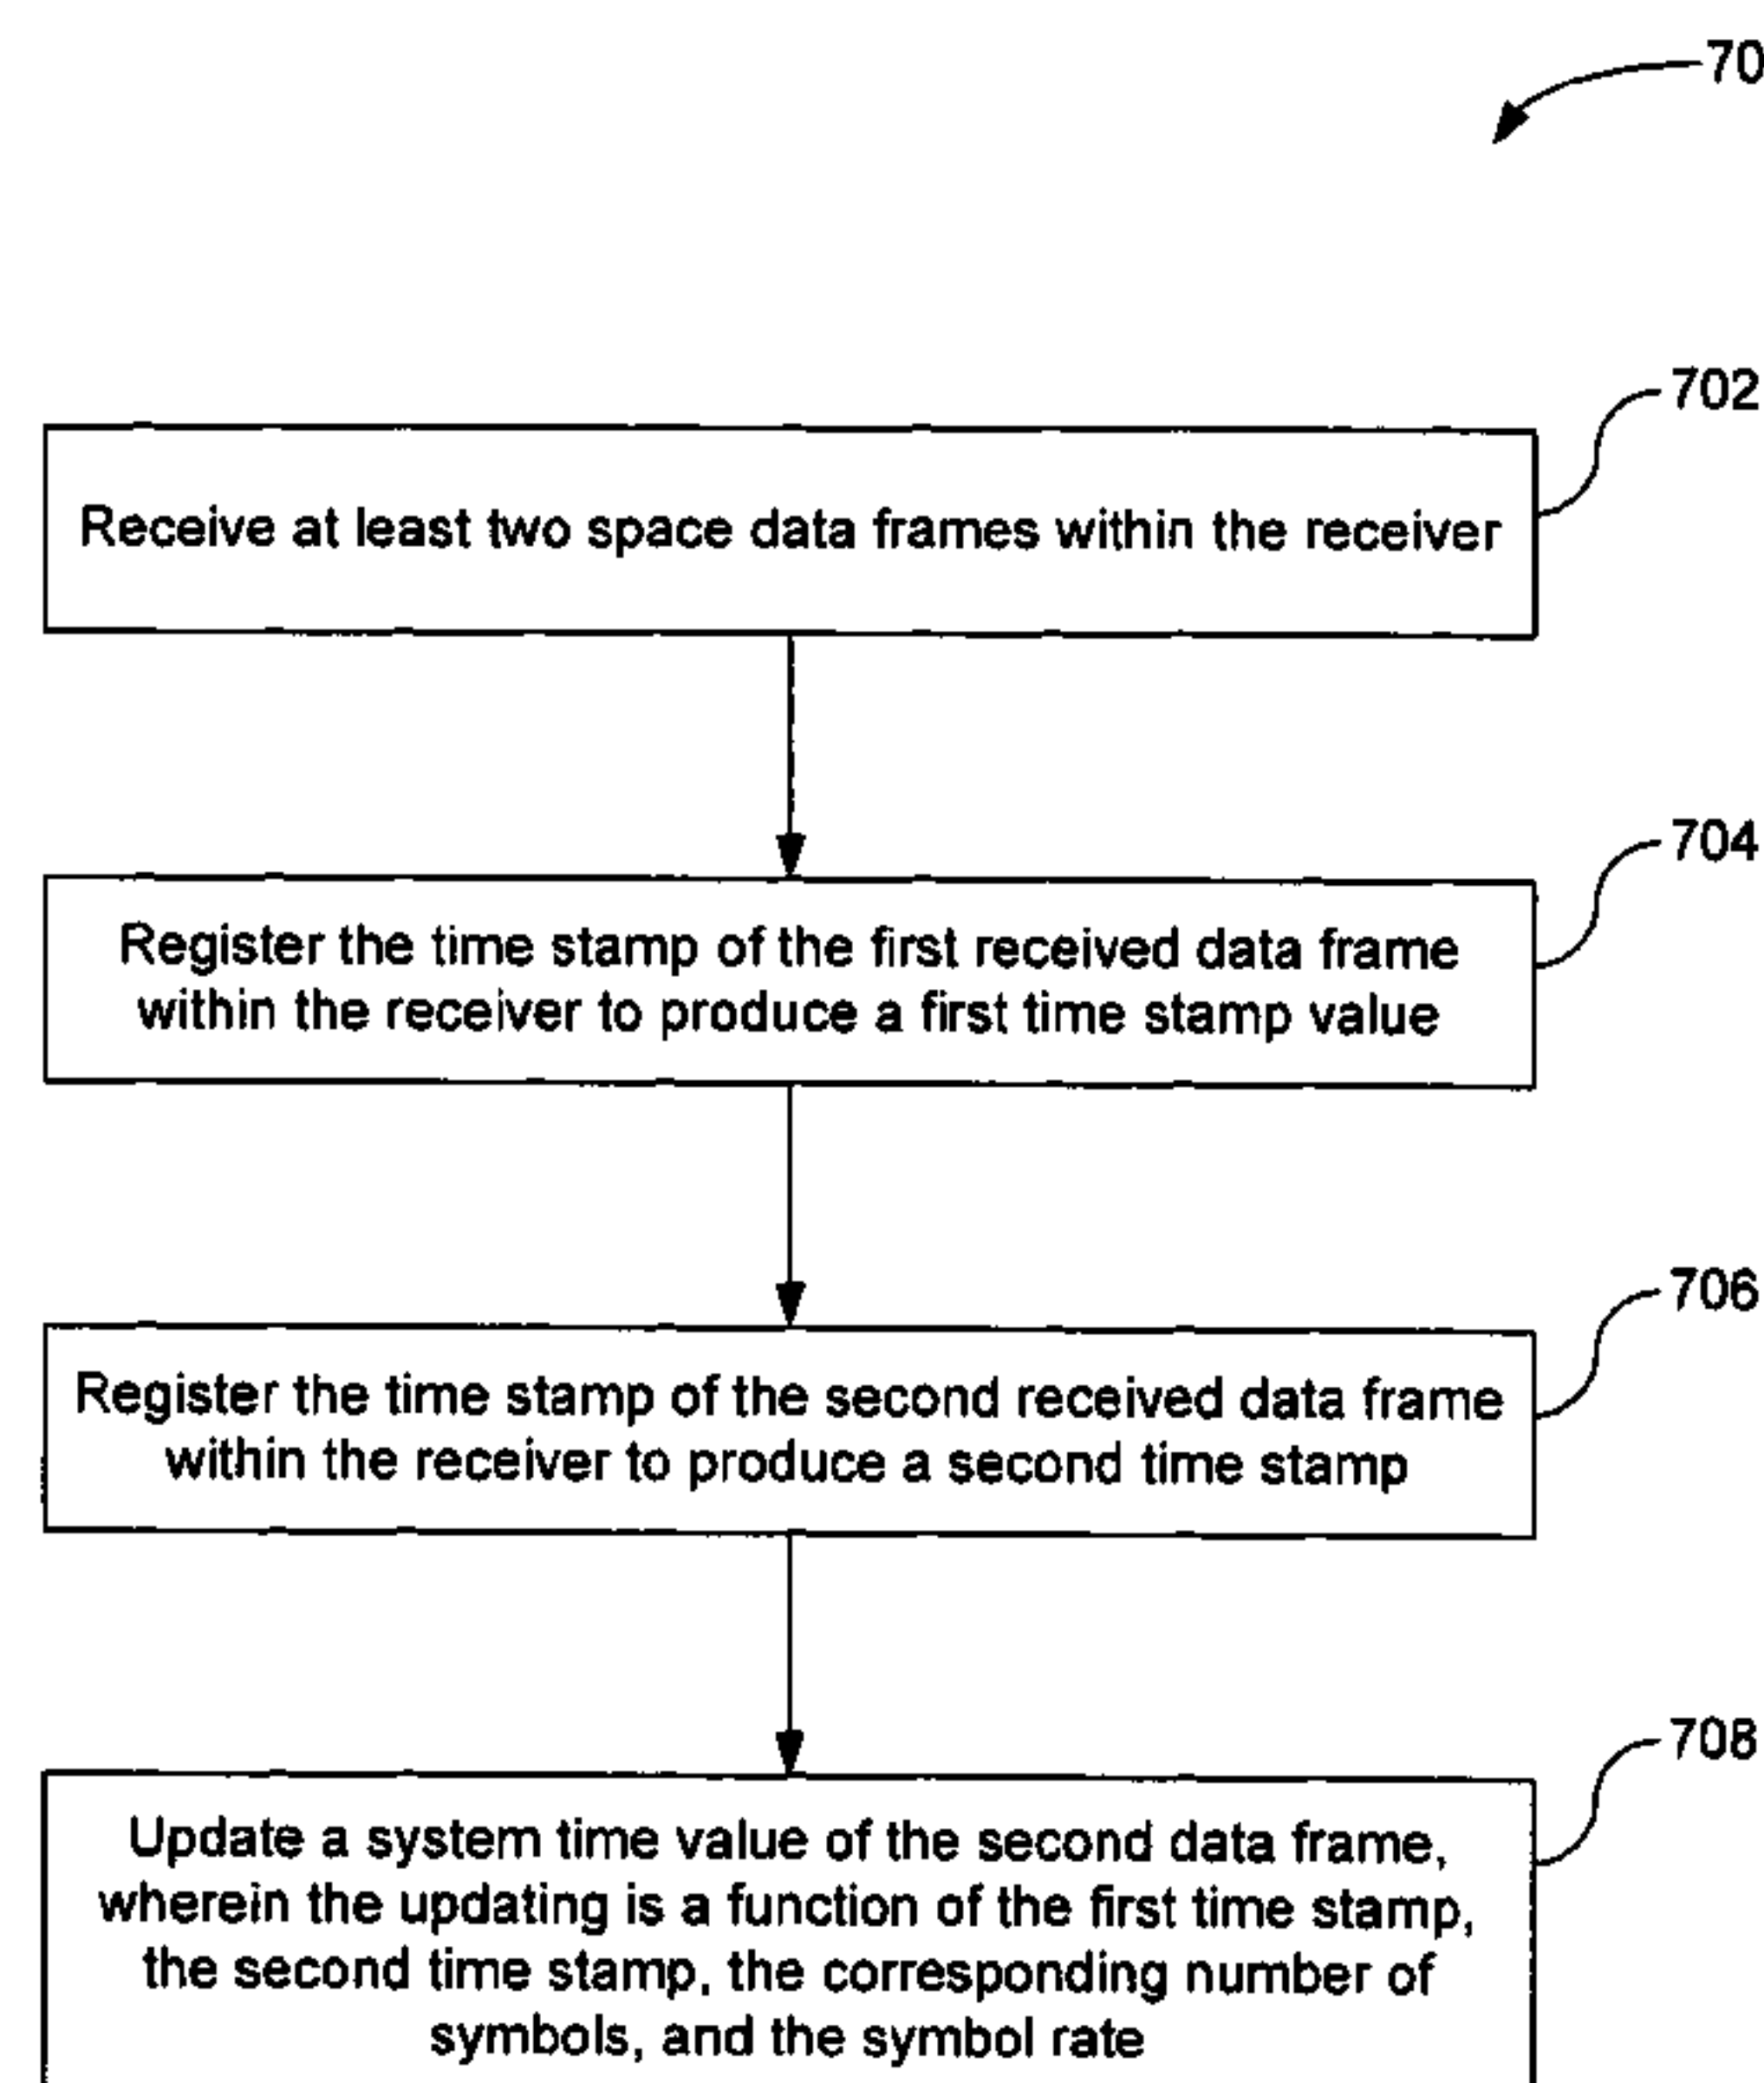 70
702
Receive at least two space data frames within the receiver
704
Register the time stamp of the first received data frame
within the receiver to produce a first time stamp value
706
Register the time stamp of the second received data frame
within the receiver to produce a second time stamp
708
Update a system time value of the second data frame,
wherein the updating is a function of the first time stamp,
the second time stamp, the corresponding number of
symbols, and the symbol rate